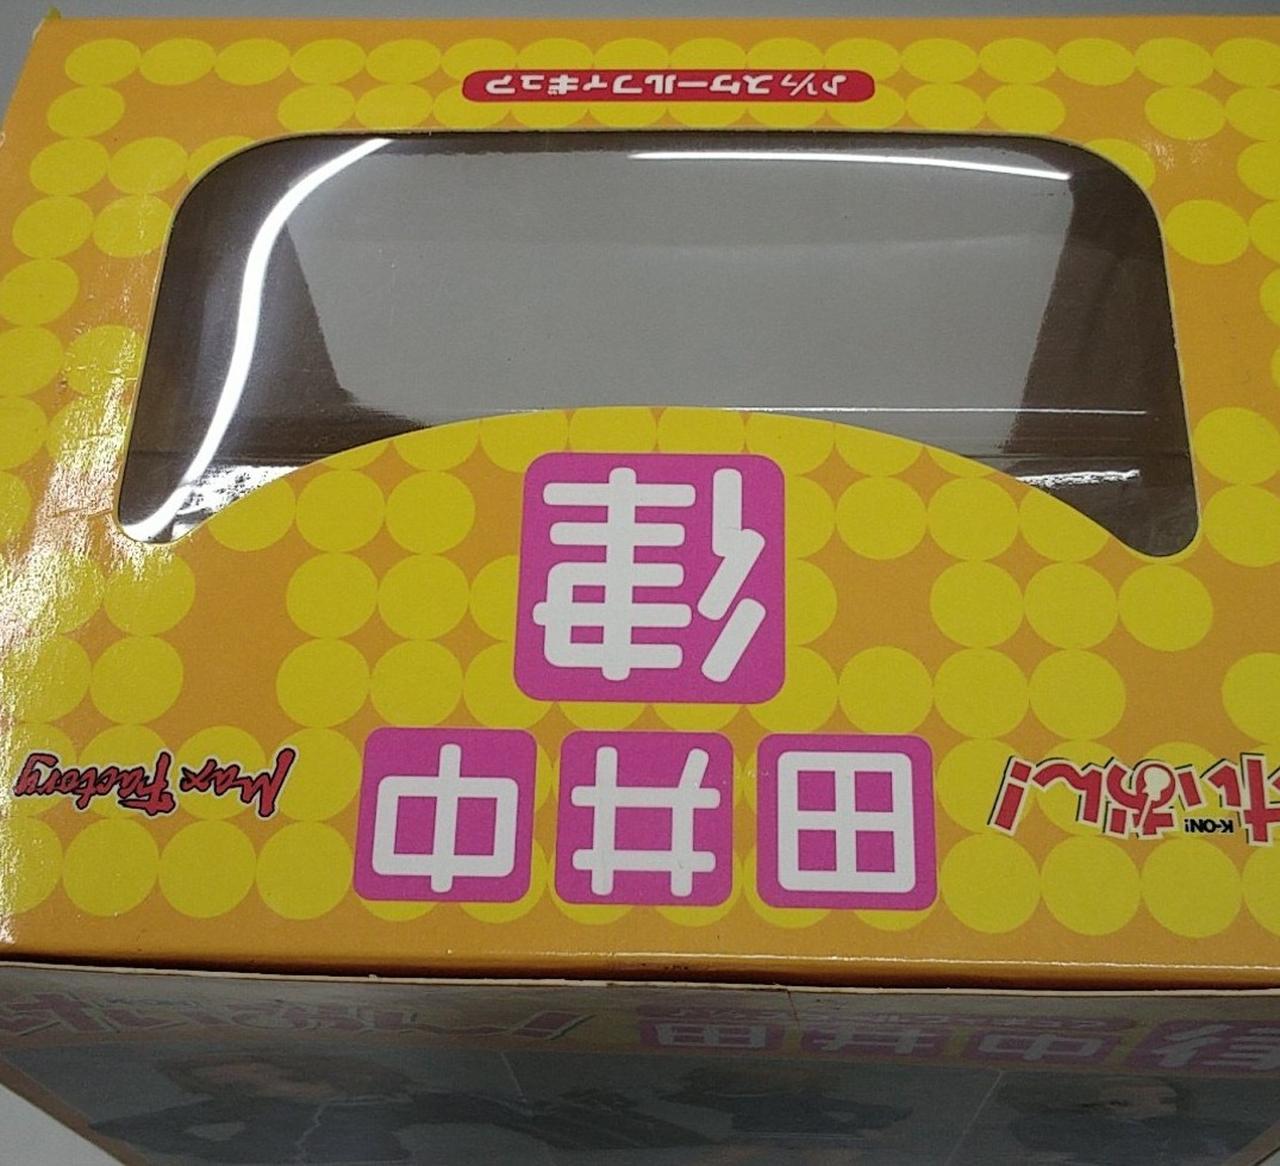 けいおん!
K-ON!
田井中
Max Factory
律
♪1/7スケールフィギュア